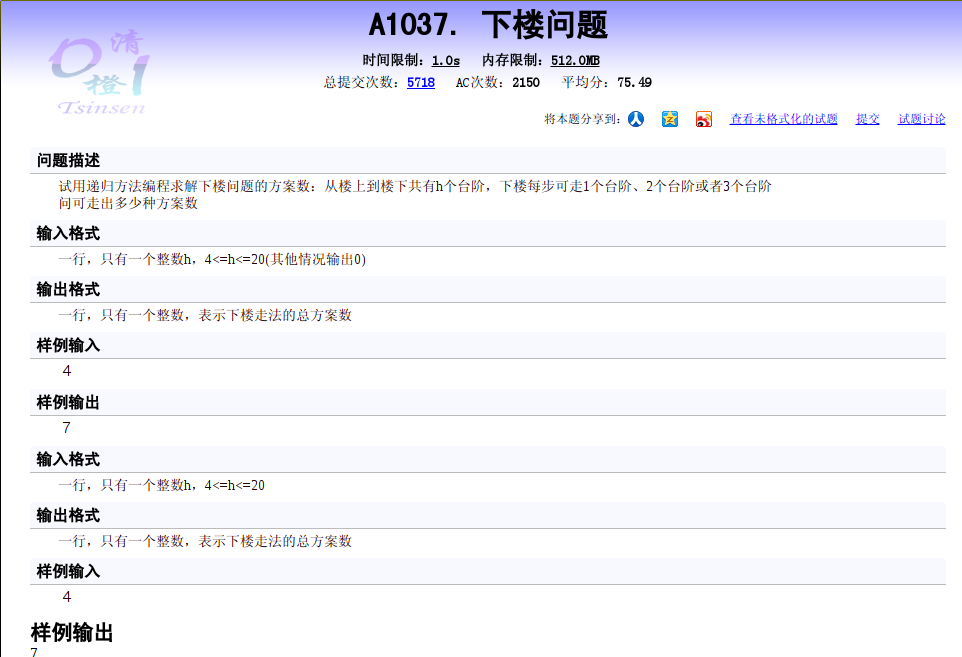 A1037. 下楼问题
时间限制：1.0s 内存限制：512.0MB
总提交次数：5718 AC次数：2150 平均分：75.49
清橙
Tsinsen
将本题分享到： 查看未格式化的试题 提交 试题讨论
问题描述
试用递归方法编程求解下楼问题的方案数：从楼上到楼下共有h个台阶，下楼每步可走1个台阶、2个台阶或者3个台阶
问可走出多少种方案数
输入格式
一行，只有一个整数h，4<=h<=20(其他情况输出0)
输出格式
一行，只有一个整数，表示下楼走法的总方案数
样例输入
4
样例输出
7
输入格式
一行，只有一个整数h，4<=h<=20
输出格式
一行，只有一个整数，表示下楼走法的总方案数
样例输入
4
样例输出
7